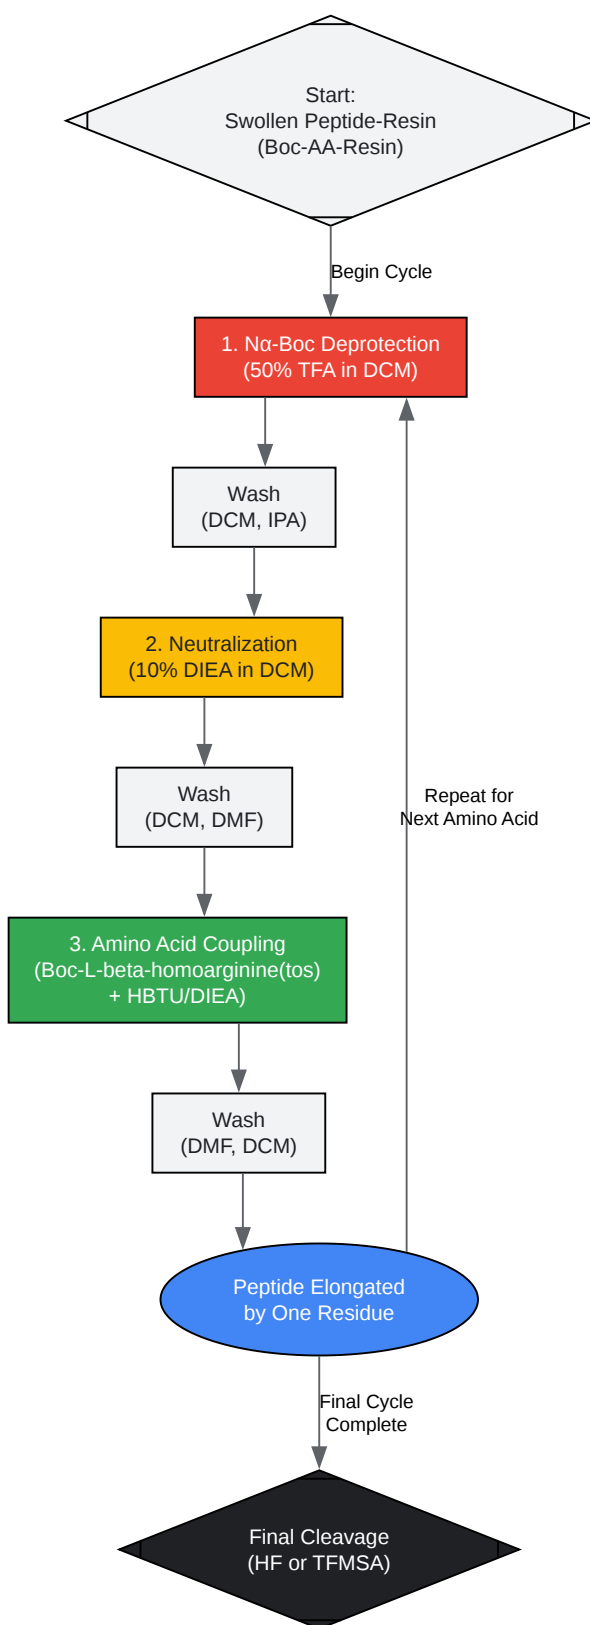 Start:
Swollen Peptide-Resin
(Boc-AA-Resin)
Begin Cycle
1. Nα-Boc Deprotection
(50% TFA in DCM)
Wash
(DCM, IPA)
2. Neutralization
(10% DIEA in DCM)
Wash
(DCM, DMF)
Repeat for
Next Amino Acid
3. Amino Acid Coupling
(Boc-L-beta-homoarginine(tos)
+ HBTU/DIEA)
Wash
(DMF, DCM)
Peptide Elongated
by One Residue
Final Cycle
Complete
Final Cleavage
(HF or TFMSA)